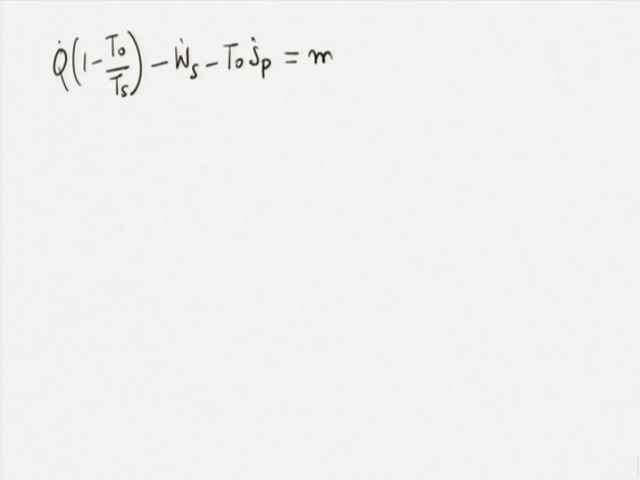 Q̇(1-T₀/Tₛ) - Ẇₛ - T₀Ṡₚ = m